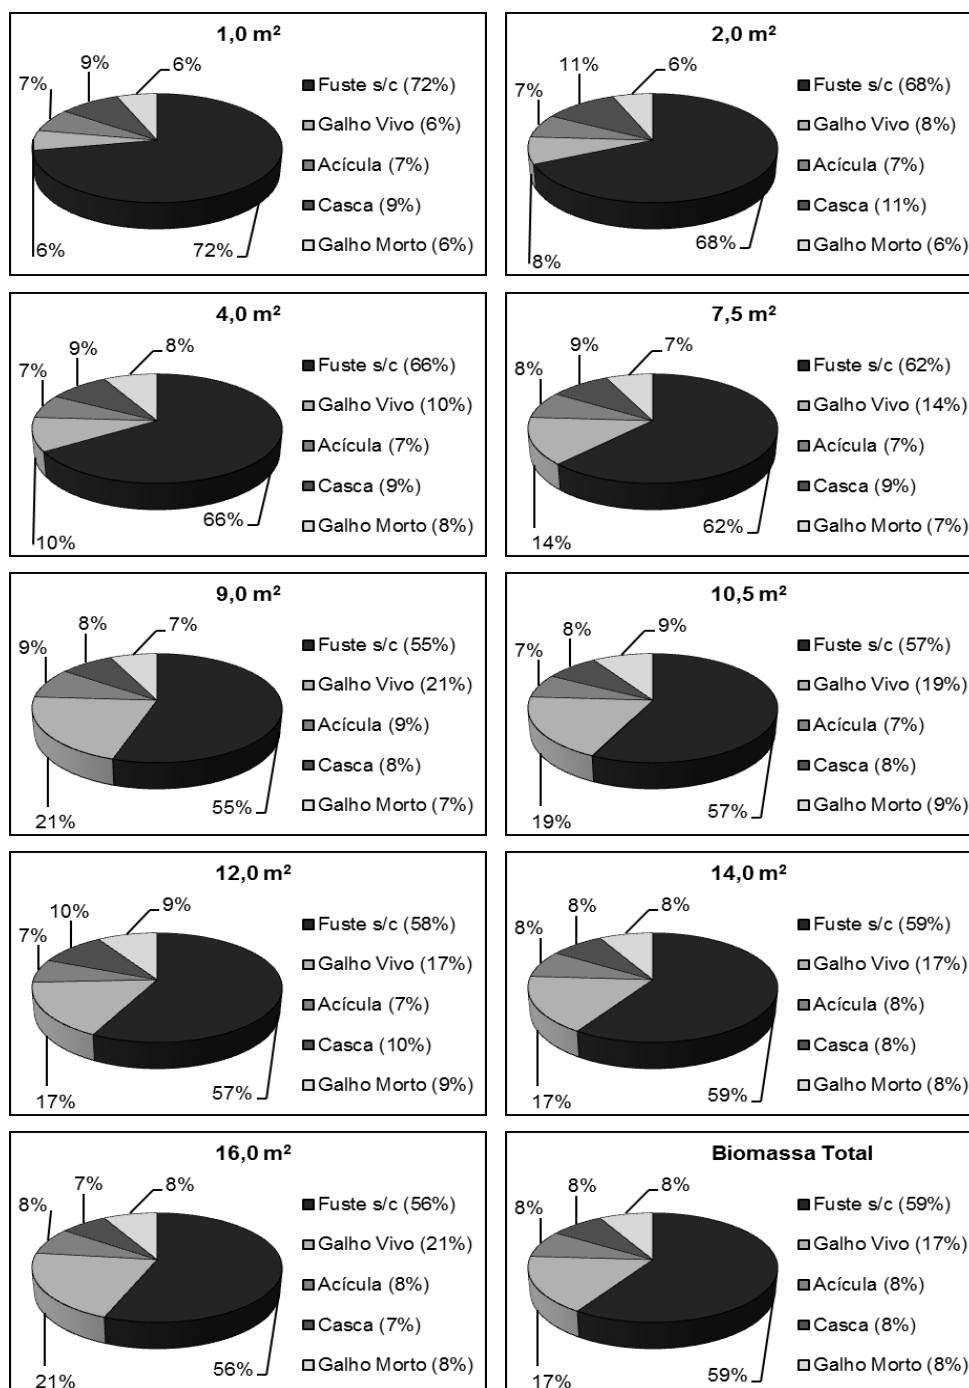 1,0 m²
9%
6%
7%
Fuste s/c (72%)
Galho Vivo (6%)
Acícula (7%)
Casca (9%)
Galho Morto (6%)
6%
72%
2,0 m²
11%
6%
7%
Fuste s/c (68%)
Galho Vivo (8%)
Acícula (7%)
Casca (11%)
Galho Morto (6%)
8%
68%
4,0 m²
9%
8%
7%
Fuste s/c (66%)
Galho Vivo (10%)
Acícula (7%)
Casca (9%)
Galho Morto (8%)
10%
66%
7,5 m²
9%
7%
8%
Fuste s/c (62%)
Galho Vivo (14%)
Acícula (7%)
Casca (9%)
Galho Morto (7%)
14%
62%
9,0 m²
8%
7%
9%
Fuste s/c (55%)
Galho Vivo (21%)
Acícula (9%)
Casca (8%)
Galho Morto (7%)
21%
55%
10,5 m²
8%
9%
7%
Fuste s/c (57%)
Galho Vivo (19%)
Acícula (7%)
Casca (8%)
Galho Morto (9%)
19%
57%
12,0 m²
10%
9%
7%
Fuste s/c (58%)
Galho Vivo (17%)
Acícula (7%)
Casca (10%)
Galho Morto (9%)
17%
57%
14,0 m²
8%
8%
8%
Fuste s/c (59%)
Galho Vivo (17%)
Acícula (8%)
Casca (8%)
Galho Morto (8%)
17%
59%
16,0 m²
7%
8%
8%
Fuste s/c (56%)
Galho Vivo (21%)
Acícula (8%)
Casca (7%)
Galho Morto (8%)
21%
56%
Biomassa Total
8%
8%
8%
Fuste s/c (59%)
Galho Vivo (17%)
Acícula (8%)
Casca (8%)
Galho Morto (8%)
17%
59%